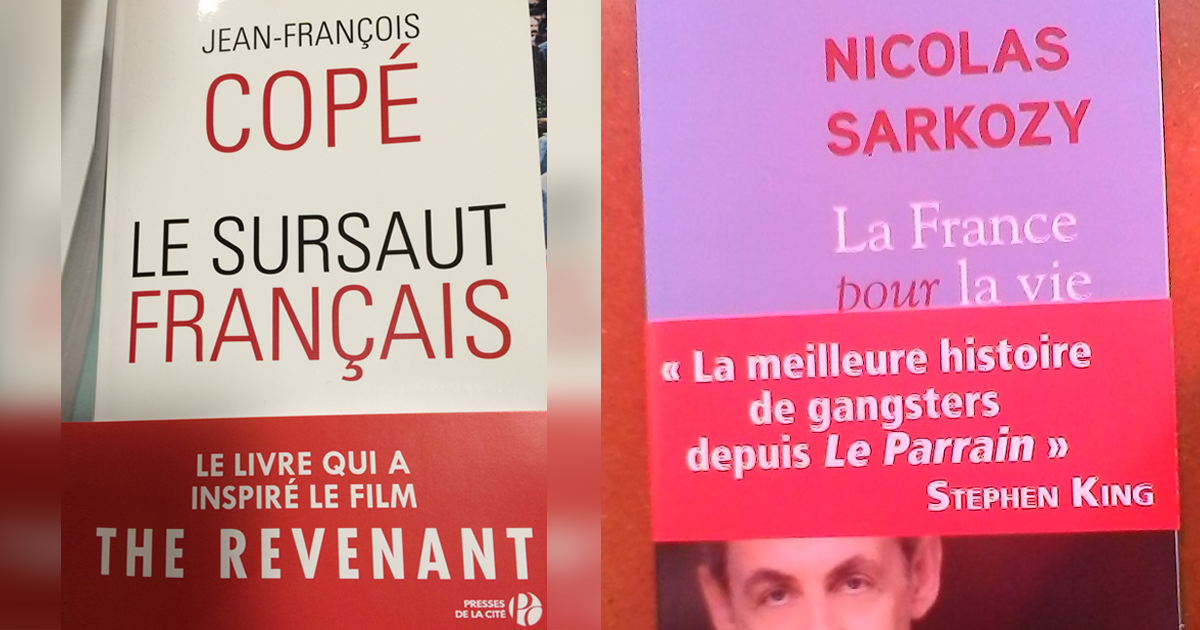 JEAN-FRANÇOIS
COPÉ
LE SURSAUT
FRANÇAIS
LE LIVRE QUI A
INSPIRÉ LE FILM
THE REVENANT
PRESSES
DE LA CITÉ
NICOLAS
SARKOZY
La France
pour la vie
« La meilleure histoire
de gangsters
depuis Le Parrain »
STEPHEN KING